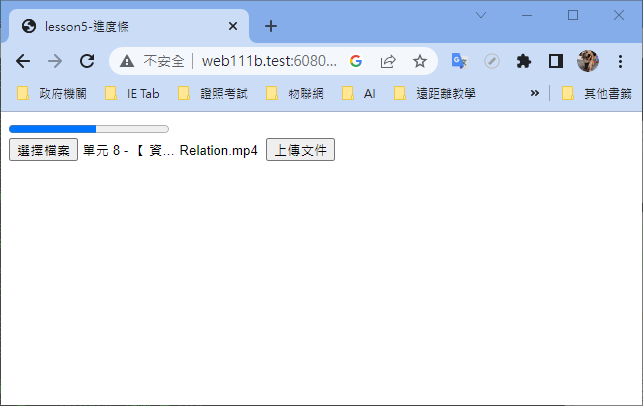 lesson5-進度條
不安全 web111b.test:6080...
政府機關 IE Tab 證照考試 物聯網 AI 遠距離教學 » 其他書籤
選擇檔案 單元 8 -【 資... Relation.mp4 上傳文件